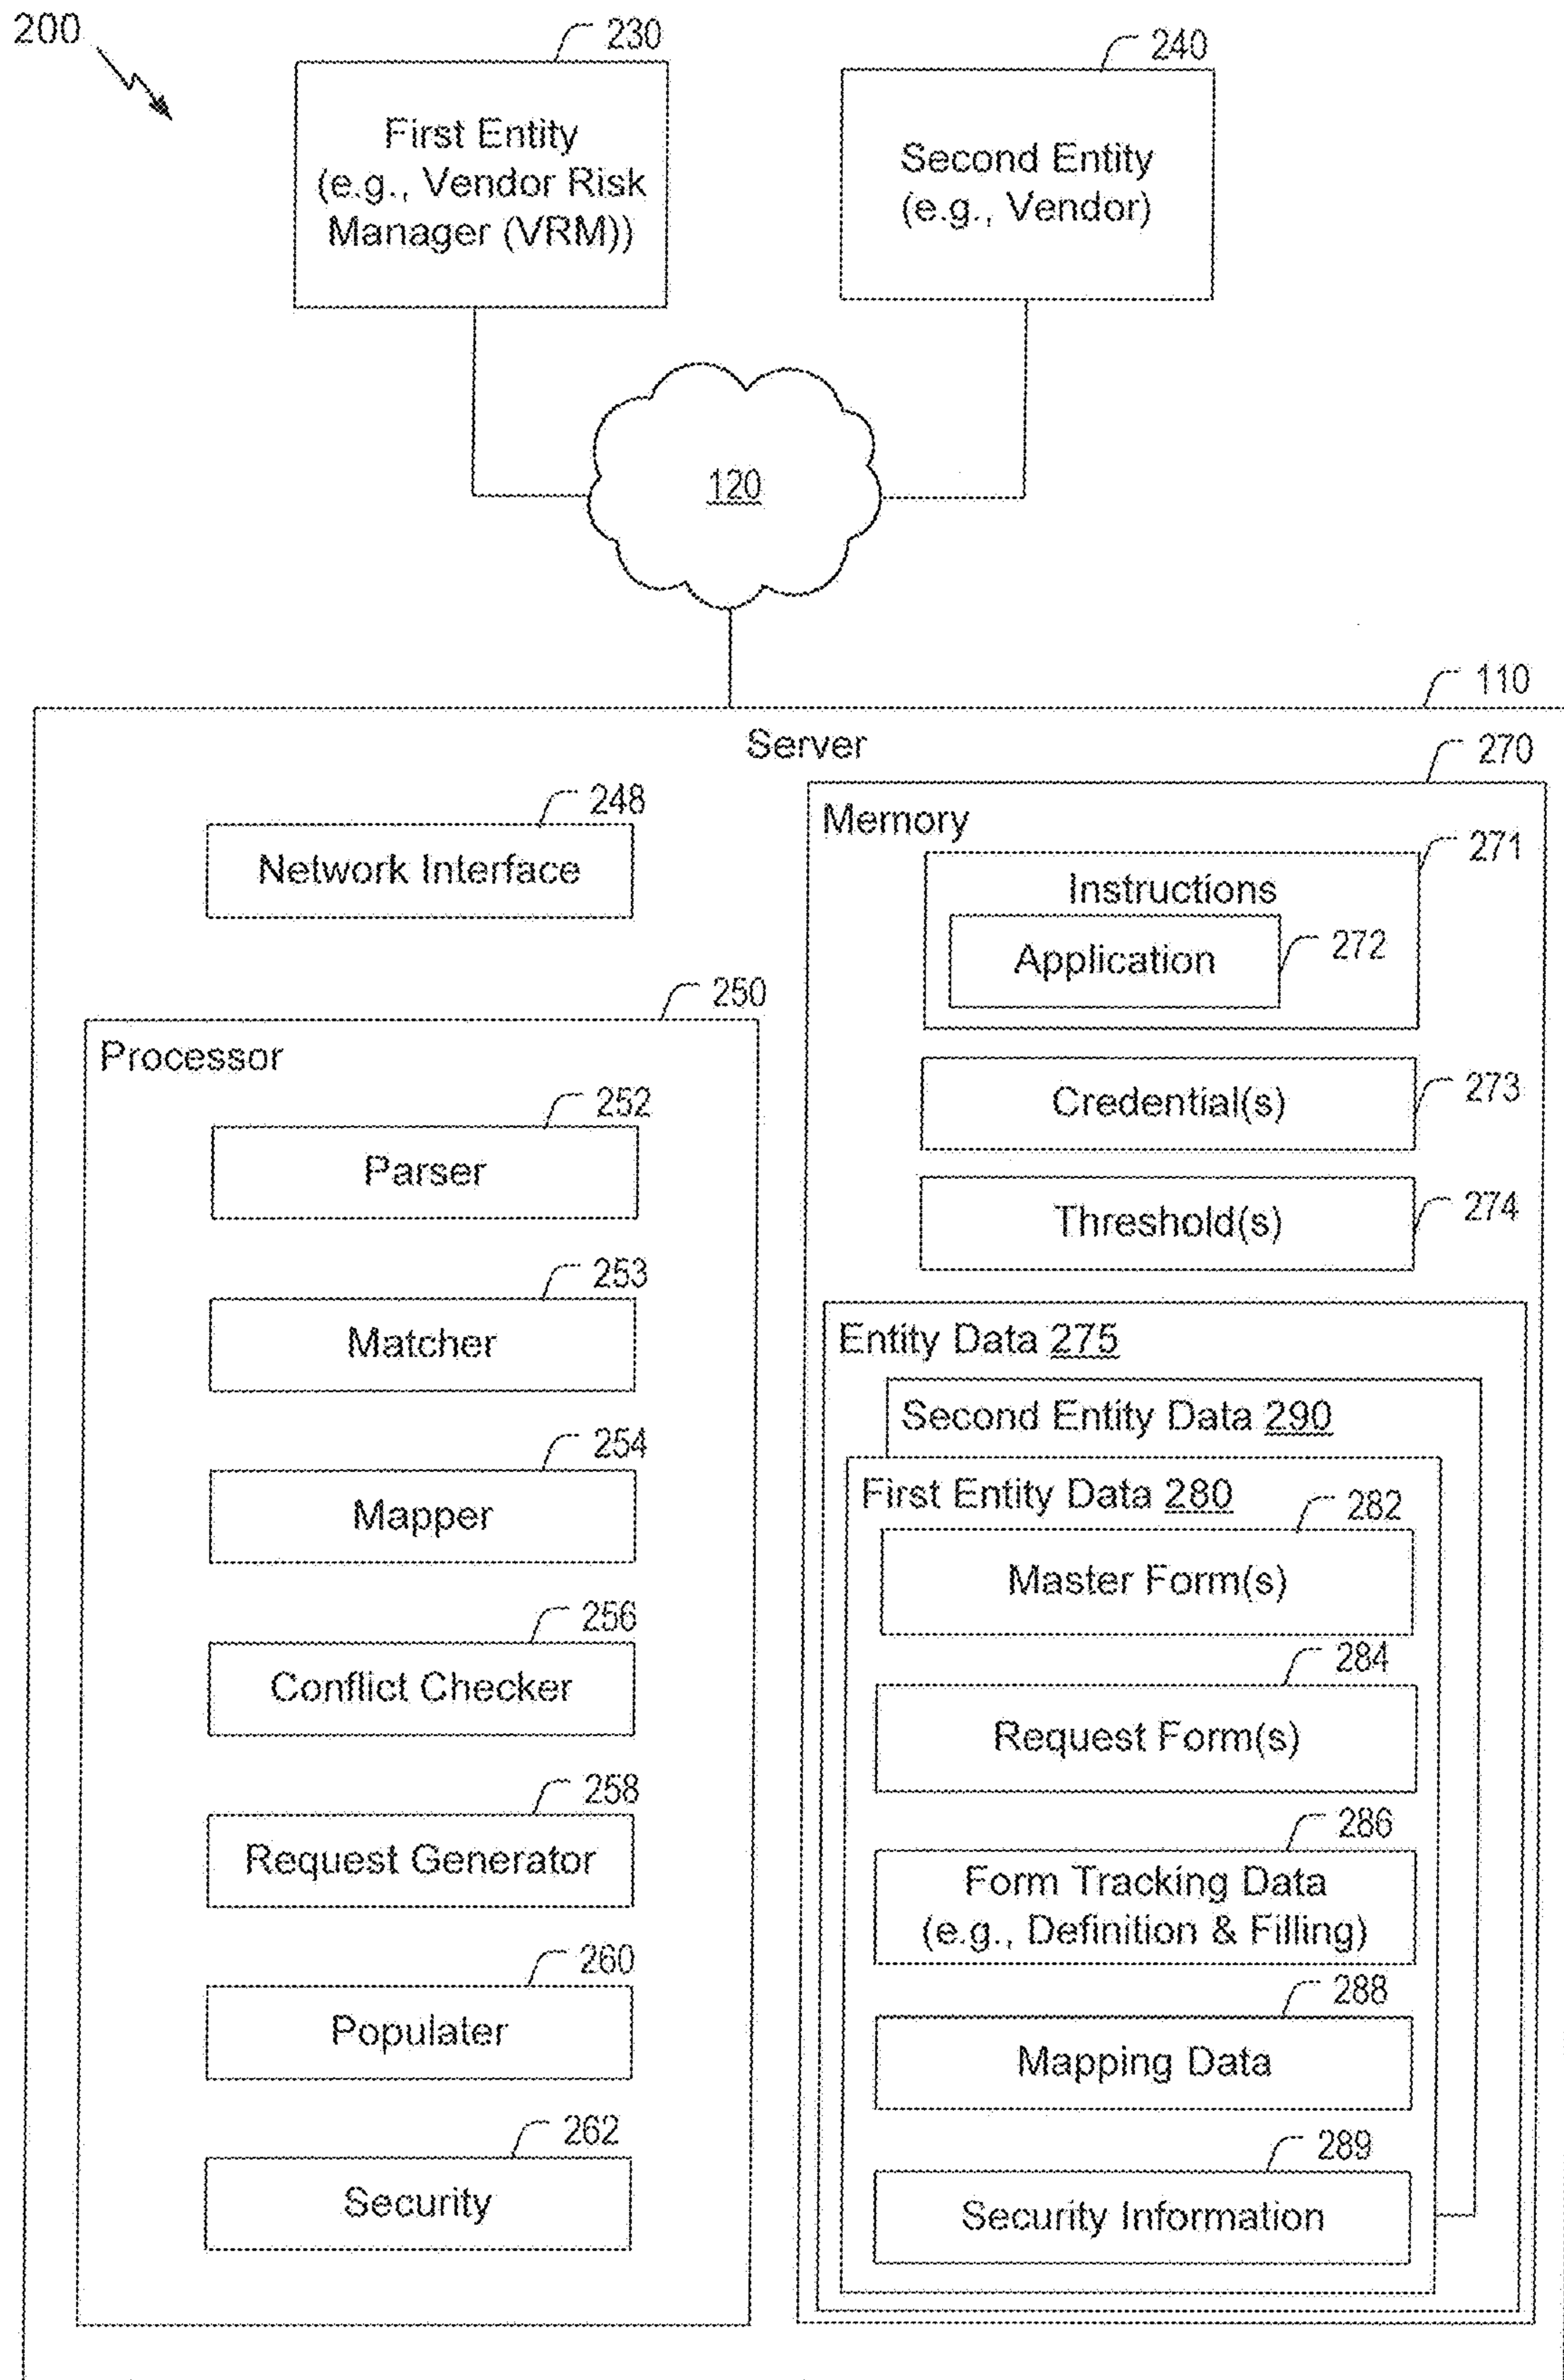 200
230
First Entity
(e.g., Vendor Risk
Manager (VRM))
240
Second Entity
(e.g., Vendor)
120
110
Server
248
Network Interface
250
Processor
252
Parser
253
Matcher
254
Mapper
256
Conflict Checker
258
Request Generator
260
Populater
262
Security
270
Memory
271
Instructions
Application
272
Credential(s)
273
Threshold(s)
274
Entity Data 275
Second Entity Data 290
First Entity Data 280
282
Master Form(s)
284
Request Form(s)
286
Form Tracking Data
(e.g., Definition & Filling)
288
Mapping Data
289
Security Information